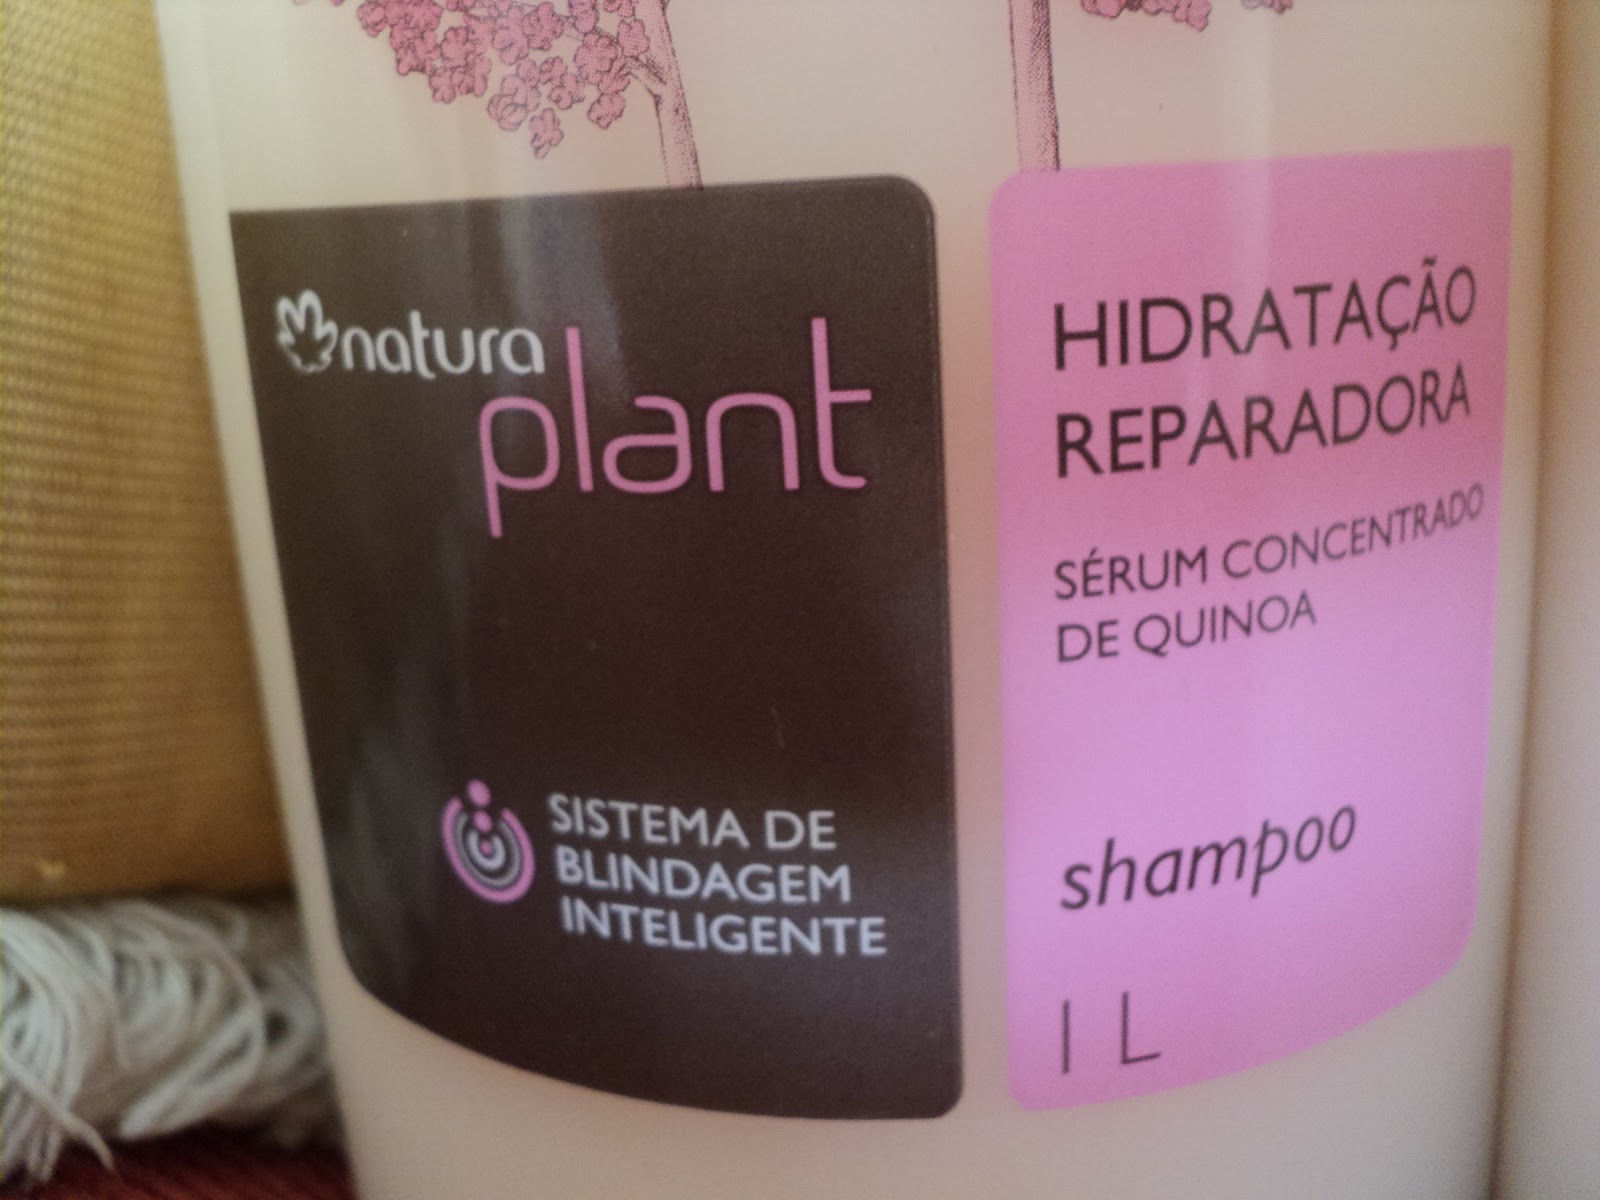 natura
plant
SISTEMA DE
BLINDAGEM
INTELIGENTE
HIDRATAÇÃO
REPARADORA
SÉRUM CONCENTRADO
DE QUINOA
shampoo
1 L